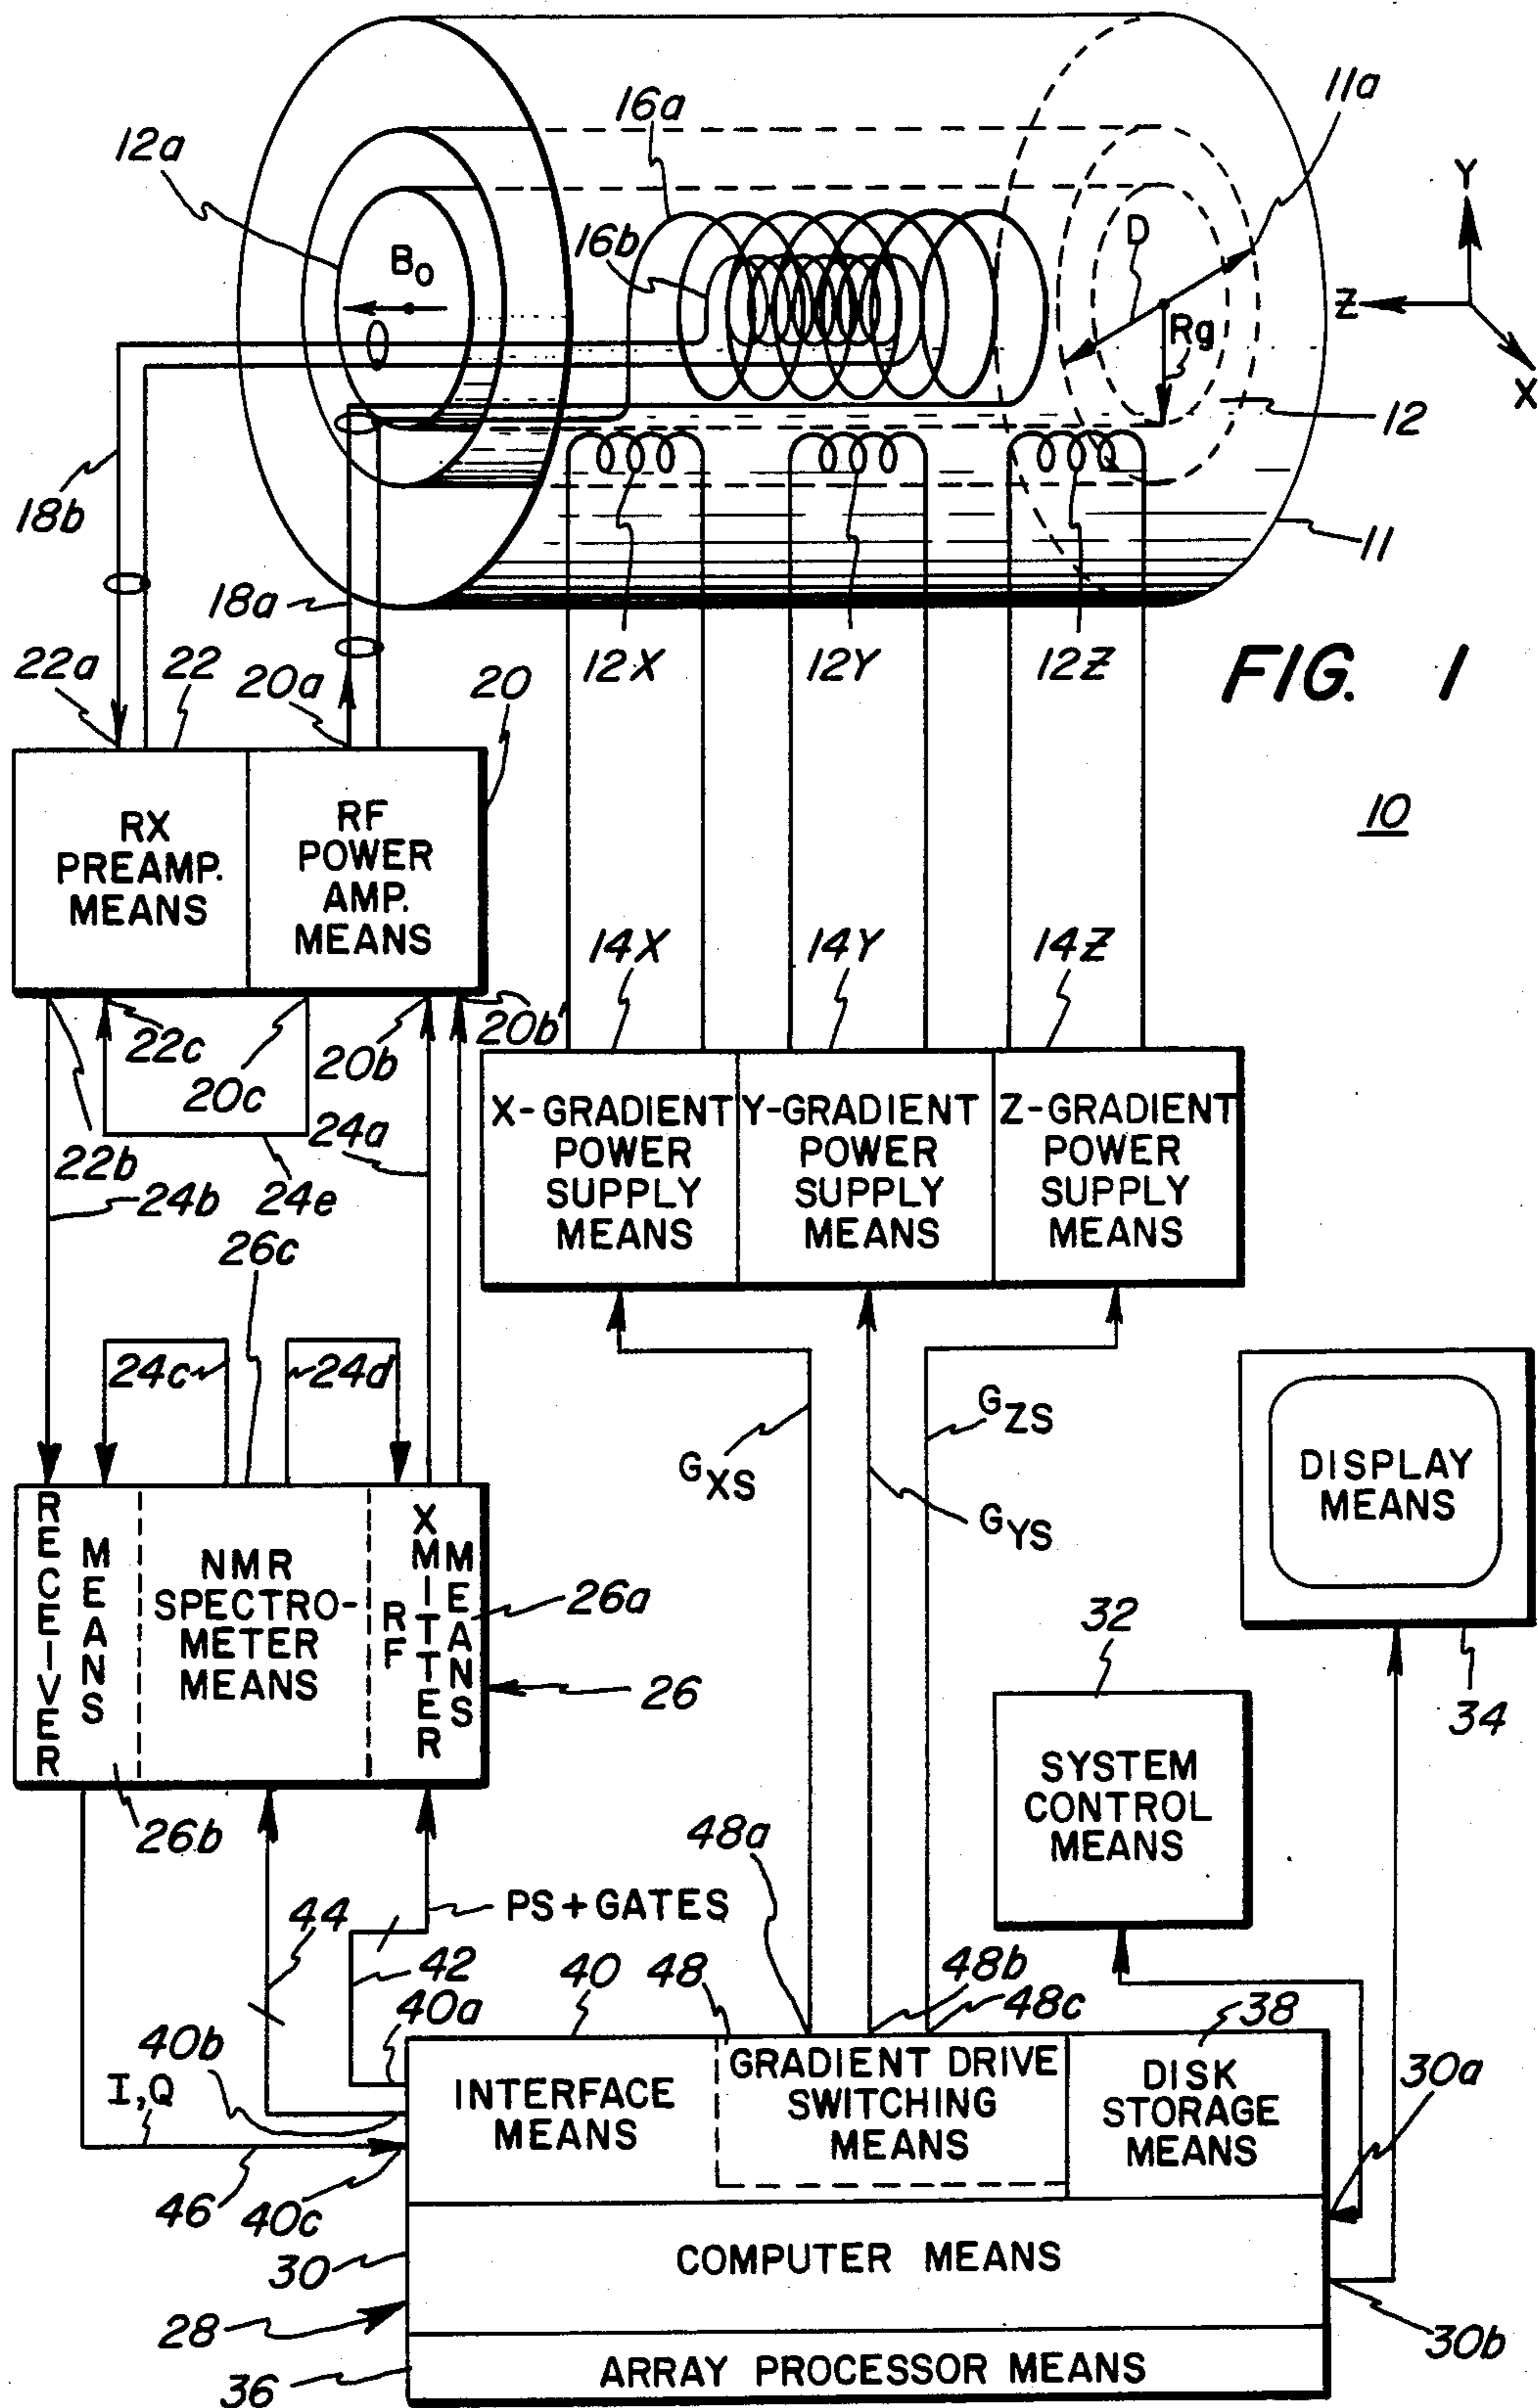 16a
11a
12a
Y
16b
D
B0
Z
Rg
X
12
18b
11
18a
FIG. 1
22a
22
20a
20
12X
12Y
12Z
RX
PREAMP.
MEANS
RF
POWER
AMP.
MEANS
10
14X
14Y
14Z
22c
20b
20b'
20c
22b
24a
24b
24e
X-GRADIENT
POWER
SUPPLY
MEANS
Y-GRADIENT
POWER
SUPPLY
MEANS
Z-GRADIENT
POWER
SUPPLY
MEANS
26c
24c
24d
GZS
GXS
GYS
DISPLAY
MEANS
RECEIVER
MEANS
NMR
SPECTRO-
METER
MEANS
RF
XMITTER
MEANS
26a
32
26
34
SYSTEM
CONTROL
MEANS
26b
48a
PS+GATES
44
42
40
48
48b
40a
48c
38
40b
I,Q
30a
INTERFACE
MEANS
GRADIENT DRIVE
SWITCHING
MEANS
DISK
STORAGE
MEANS
46
40c
30
COMPUTER MEANS
28
30b
36
ARRAY PROCESSOR MEANS